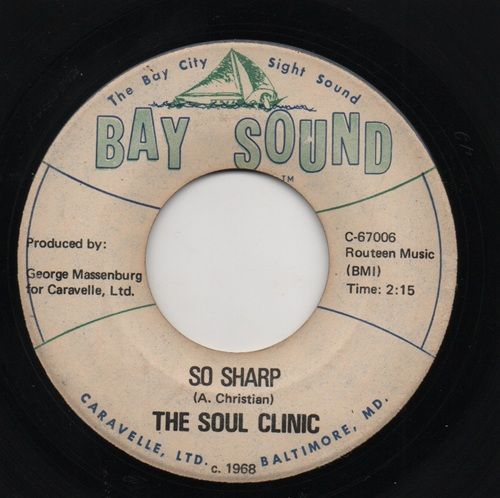 The Bay City Sight Sound
BAY SOUND
TM
Produced by:
George Massenburg
for Caravelle, Ltd.
C-67006
Routeen Music
(BMI)
Time: 2:15
SO SHARP
(A. Christian)
THE SOUL CLINIC
CARAVELLE, LTD. BALTIMORE, MD.
c. 1968